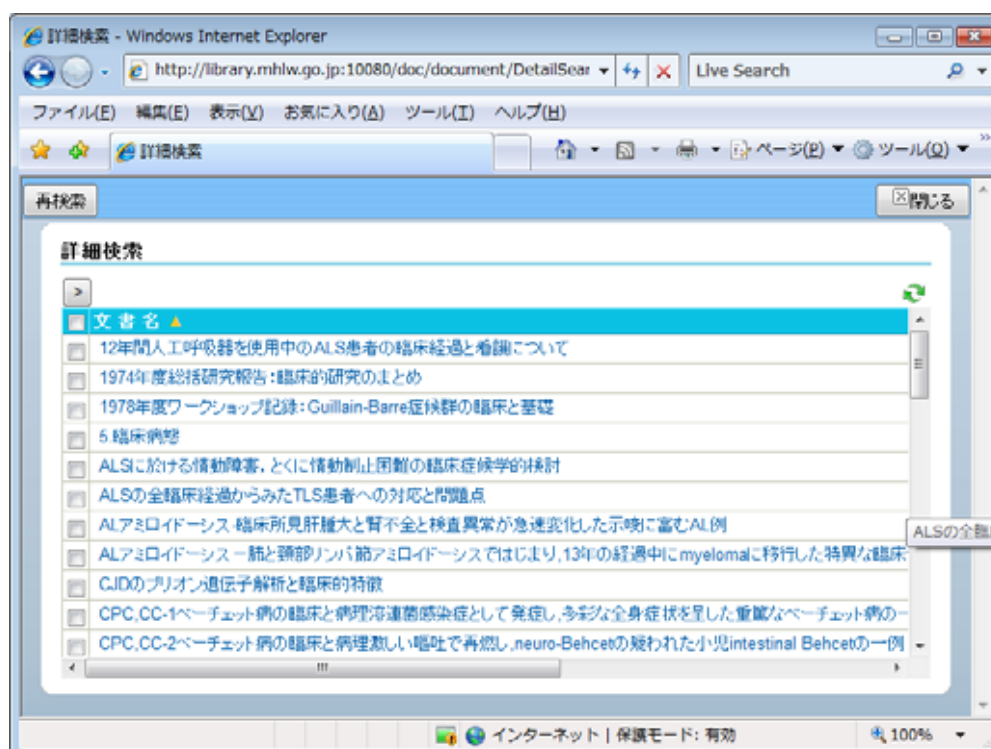 詳細検索 - Windows Internet Explorer
http://library.mhlw.go.jp:10080/doc/document/DetailSear
Live Search
ファイル(F) 編集(E) 表示(V) お気に入り(A) ツール(T) ヘルプ(H)
詳細検索
ページ(P) ツール(O)
再検索
閉じる
詳細検索
>
文書名
12年間人工呼吸器を使用中のALS患者の臨床経過と看護について
1974年度総括研究報告:臨床的研究のまとめ
1978年度ワークショップ記録:Guillain-Barre症候群の臨床と基礎
5.臨床病態
ALSに於ける情動障害, とくに情動制止困難の臨床症候学的検討
ALSの全臨床経過からみたTLS患者への対応と問題点
ALアミロイドーシス-臨床所見肝腫大と腎不全と検査異常が急速変化した示唆に富むAL例
ALSの全臨
ALアミロイドーシス－肺と頸部リンパ節アミロイドーシスではじまり,13年の経過中にmyelomaに移行した特異な臨床
CJDのプリオン遺伝子解析と臨床的特徴
CPC,CC-1ベーチェット病の臨床と病理溶連菌感染症として発症し,多彩な全身症状を呈した重篤なベーチェット病の一
CPC,CC-2ベーチェット病の臨床と病理激しい嘔吐で再燃し,neuro-Behcetの疑われた小児intestinal Behcetの一例
インターネット | 保護モード: 有効
100%